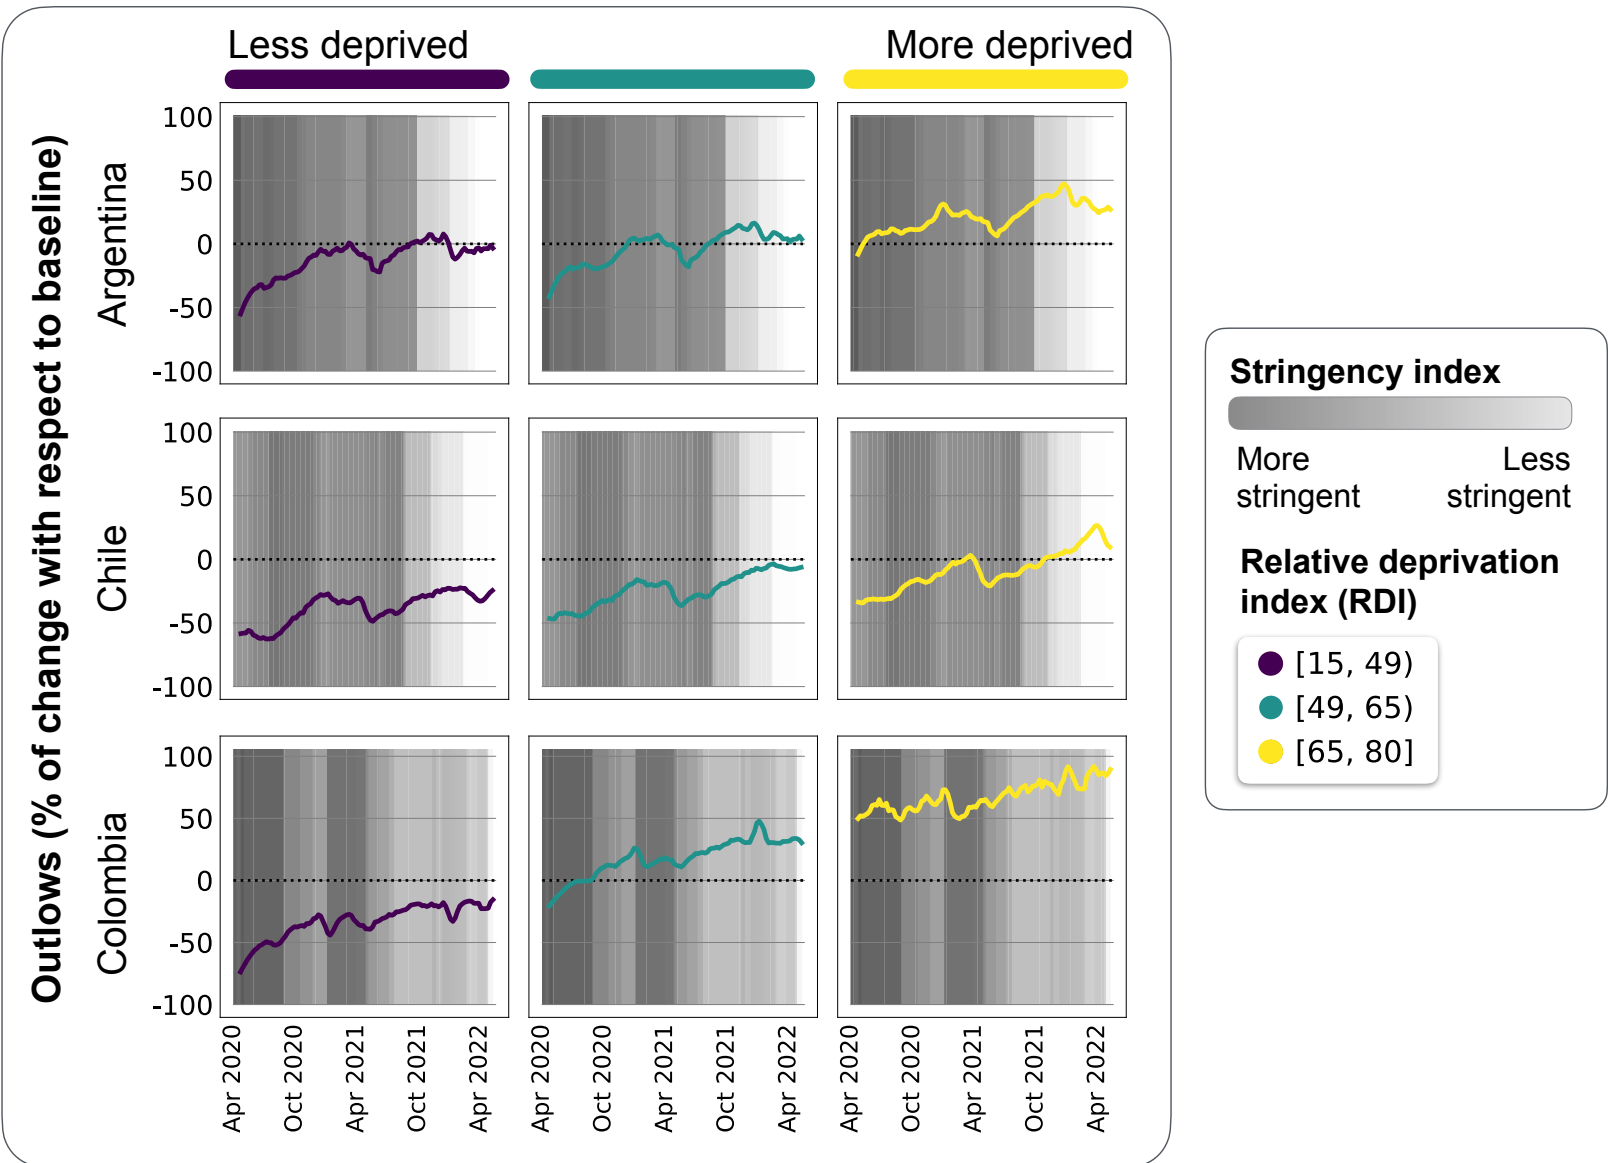 Less deprived
More deprived
Outlows (% of change with respect to baseline)
Argentina
100
50
0
-50
-100
Chile
100
50
0
-50
-100
Colombia
100
50
0
-50
-100
Apr 2020
Oct 2020
Apr 2021
Oct 2021
Apr 2022
Apr 2020
Oct 2020
Apr 2021
Oct 2021
Apr 2022
Apr 2020
Oct 2020
Apr 2021
Oct 2021
Apr 2022
Stringency index
More stringent
Less stringent
Relative deprivation
index (RDI)
[15, 49)
[49, 65)
[65, 80]